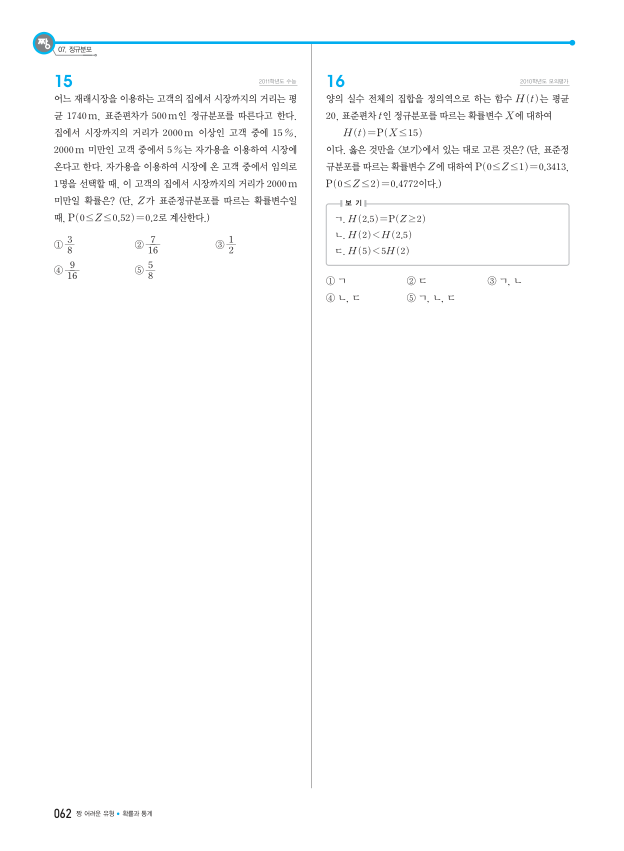 짱
07. 정규분포
15
2011학년도 수능
어느 재래시장을 이용하는 고객의 집에서 시장까지의 거리는 평
균 1740 m, 표준편차가 500 m인 정규분포를 따른다고 한다.
집에서 시장까지의 거리가 2000 m 이상인 고객 중에 15 %,
2000 m 미만인 고객 중에서 5 %는 자가용을 이용하여 시장에
온다고 한다. 자가용을 이용하여 시장에 온 고객 중에서 임의로
1명을 선택할 때, 이 고객의 집에서 시장까지의 거리가 2000 m
미만일 확률은? (단, Z가 표준정규분포를 따르는 확률변수일
때, P(0≤Z≤0.52)=0.2로 계산한다.)
① 3/8 ② 7/16 ③ 1/2
④ 9/16 ⑤ 5/8
16
2010학년도 모의평가
양의 실수 전체의 집합을 정의역으로 하는 함수 H(t)는 평균
20, 표준편차 t인 정규분포를 따르는 확률변수 X에 대하여
H(t)=P(X≤15)
이다. 옳은 것만을 〈보기〉에서 있는 대로 고른 것은? (단, 표준정
규분포를 따르는 확률변수 Z에 대하여 P(0≤Z≤1)=0.3413,
P(0≤Z≤2)=0.4772이다.)
보기
ㄱ. H(2.5)=P(Z≥2)
ㄴ. H(2)<H(2.5)
ㄷ. H(5)<5H(2)
① ㄱ ② ㄷ ③ ㄱ, ㄴ
④ ㄴ, ㄷ ⑤ ㄱ, ㄴ, ㄷ
062 짱 어려운 유형 • 확률과 통계